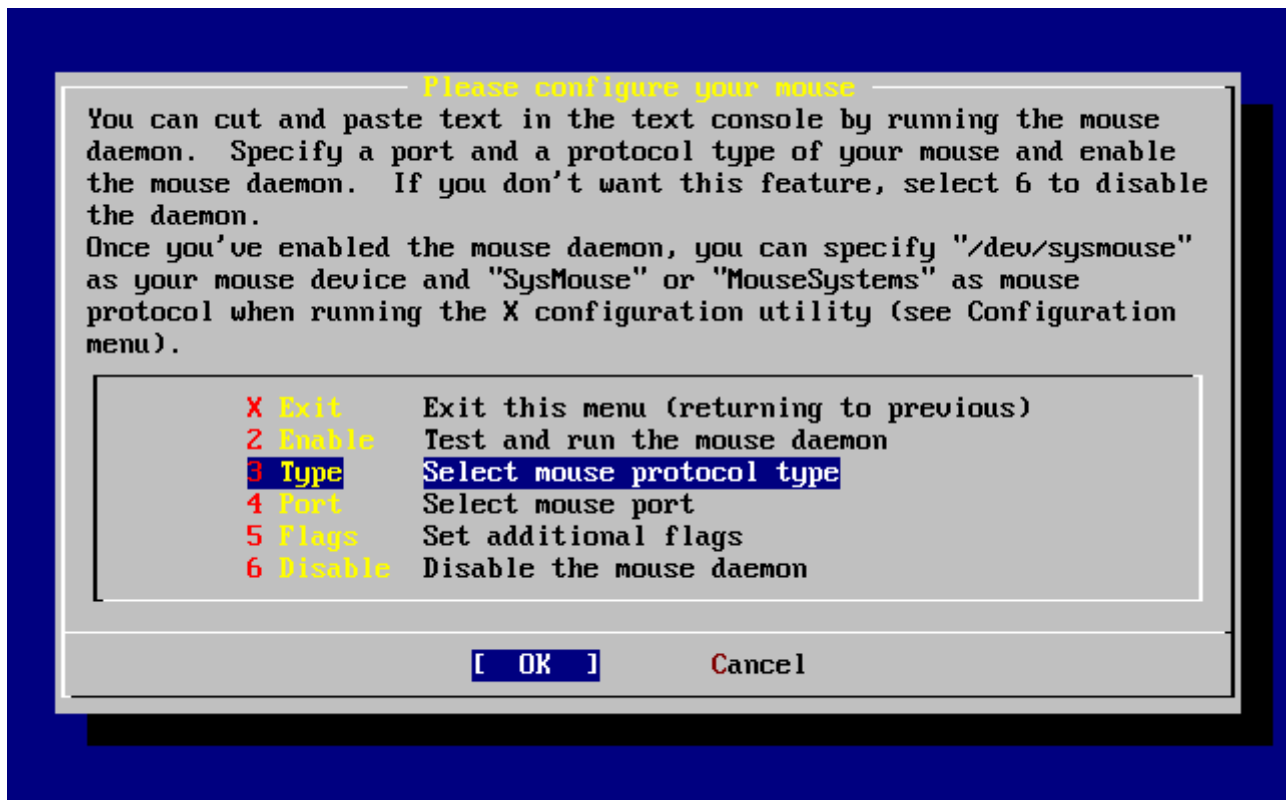 Please configure your mouse
You can cut and paste text in the text console by running the mouse
daemon.  Specify a port and a protocol type of your mouse and enable
the mouse daemon.  If you don't want this feature, select 6 to disable
the daemon.
Once you've enabled the mouse daemon, you can specify "/dev/sysmouse"
as your mouse device and "SysMouse" or "MouseSystems" as mouse
protocol when running the X configuration utility (see Configuration
menu).
X Exit     Exit this menu (returning to previous)
2 Enable   Test and run the mouse daemon
3 Type     Select mouse protocol type
4 Port     Select mouse port
5 Flags    Set additional flags
6 Disable  Disable the mouse daemon
[  OK  ]       Cancel